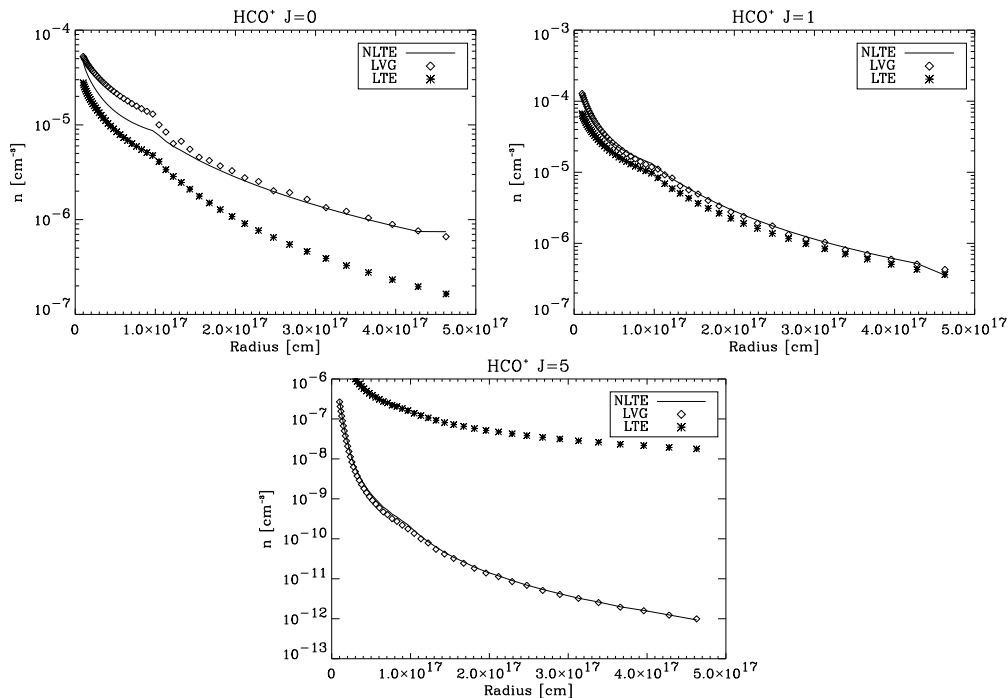 HCO⁺ J=0
10⁻⁴
10⁻⁵
10⁻⁶
10⁻⁷
n [cm⁻³]
NLTE
LVG
LTE
0 1.0×10¹⁷ 2.0×10¹⁷ 3.0×10¹⁷ 4.0×10¹⁷ 5.0×10¹⁷
Radius [cm]
HCO⁺ J=1
10⁻³
10⁻⁴
10⁻⁵
10⁻⁶
10⁻⁷
n [cm⁻³]
NLTE
LVG
LTE
0 1.0×10¹⁷ 2.0×10¹⁷ 3.0×10¹⁷ 4.0×10¹⁷ 5.0×10¹⁷
Radius [cm]
HCO⁺ J=5
10⁻⁶
10⁻⁷
10⁻⁸
10⁻⁹
10⁻¹⁰
10⁻¹¹
10⁻¹²
10⁻¹³
n [cm⁻³]
NLTE
LVG
LTE
0 1.0×10¹⁷ 2.0×10¹⁷ 3.0×10¹⁷ 4.0×10¹⁷ 5.0×10¹⁷
Radius [cm]